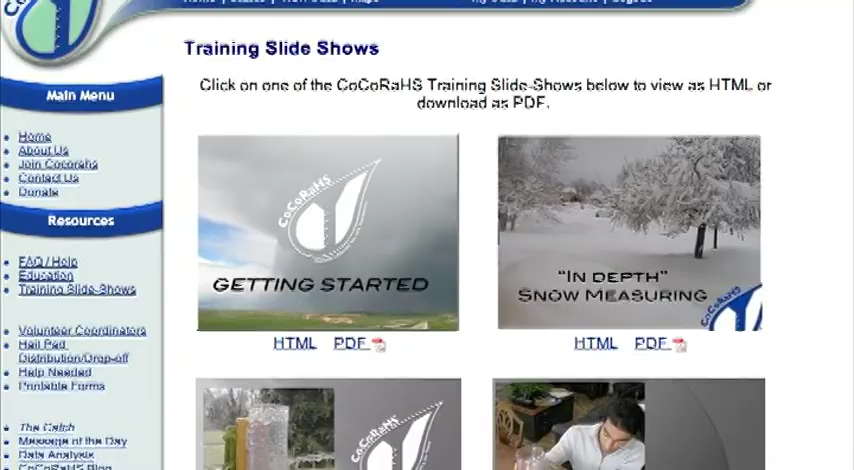 Training Slide Shows
Click on one of the CoCoRaHS Training Slide-Shows below to view as HTML or
download as PDF.
Main Menu
Home
About Us
Join Cocorahs
Contact Us
Donate
Resources
FAQ / Help
Education
Training Slide-Shows
Volunteer Coordinators
Hail Pad
Distribution/Drop-off
Help Needed
Printable Forms
The Catch
Message of the Day
Data Analysis
CoCoRaHS Blog
CoCoRaHS
GETTING STARTED
HTML PDF
"IN DEPTH"
SNOW MEASURING
CoCoRaHS
HTML PDF
CoCoRaHS